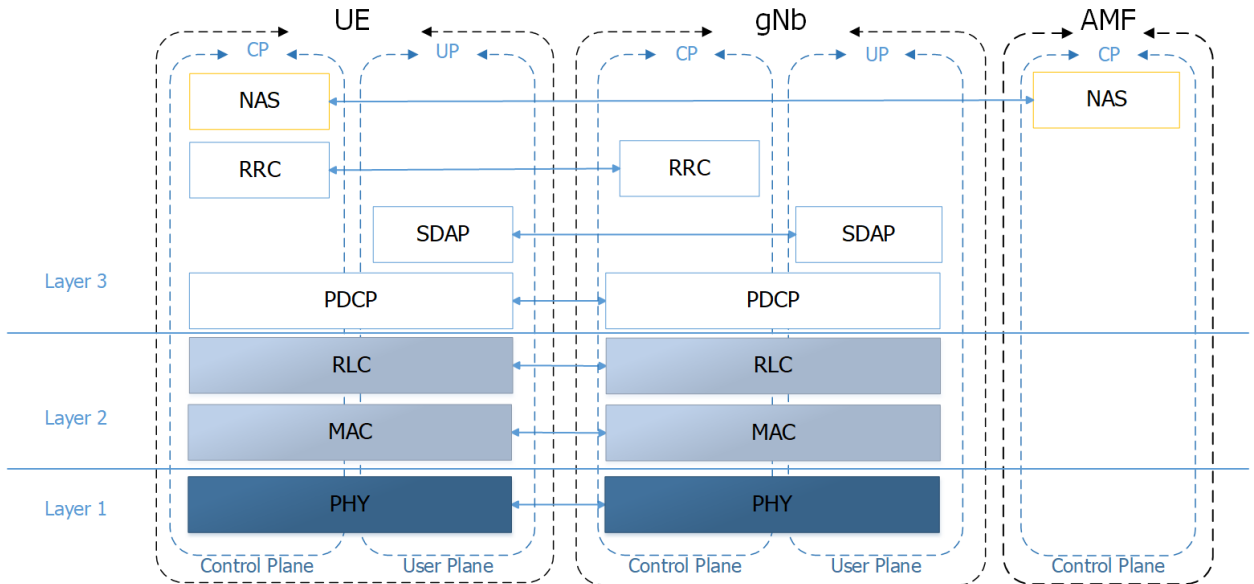 UE
gNb
AMF
CP
UP
CP
UP
CP
NAS
NAS
RRC
RRC
SDAP
SDAP
Layer 3
PDCP
PDCP
RLC
RLC
Layer 2
MAC
MAC
Layer 1
PHY
PHY
Control Plane
User Plane
Control Plane
User Plane
Control Plane